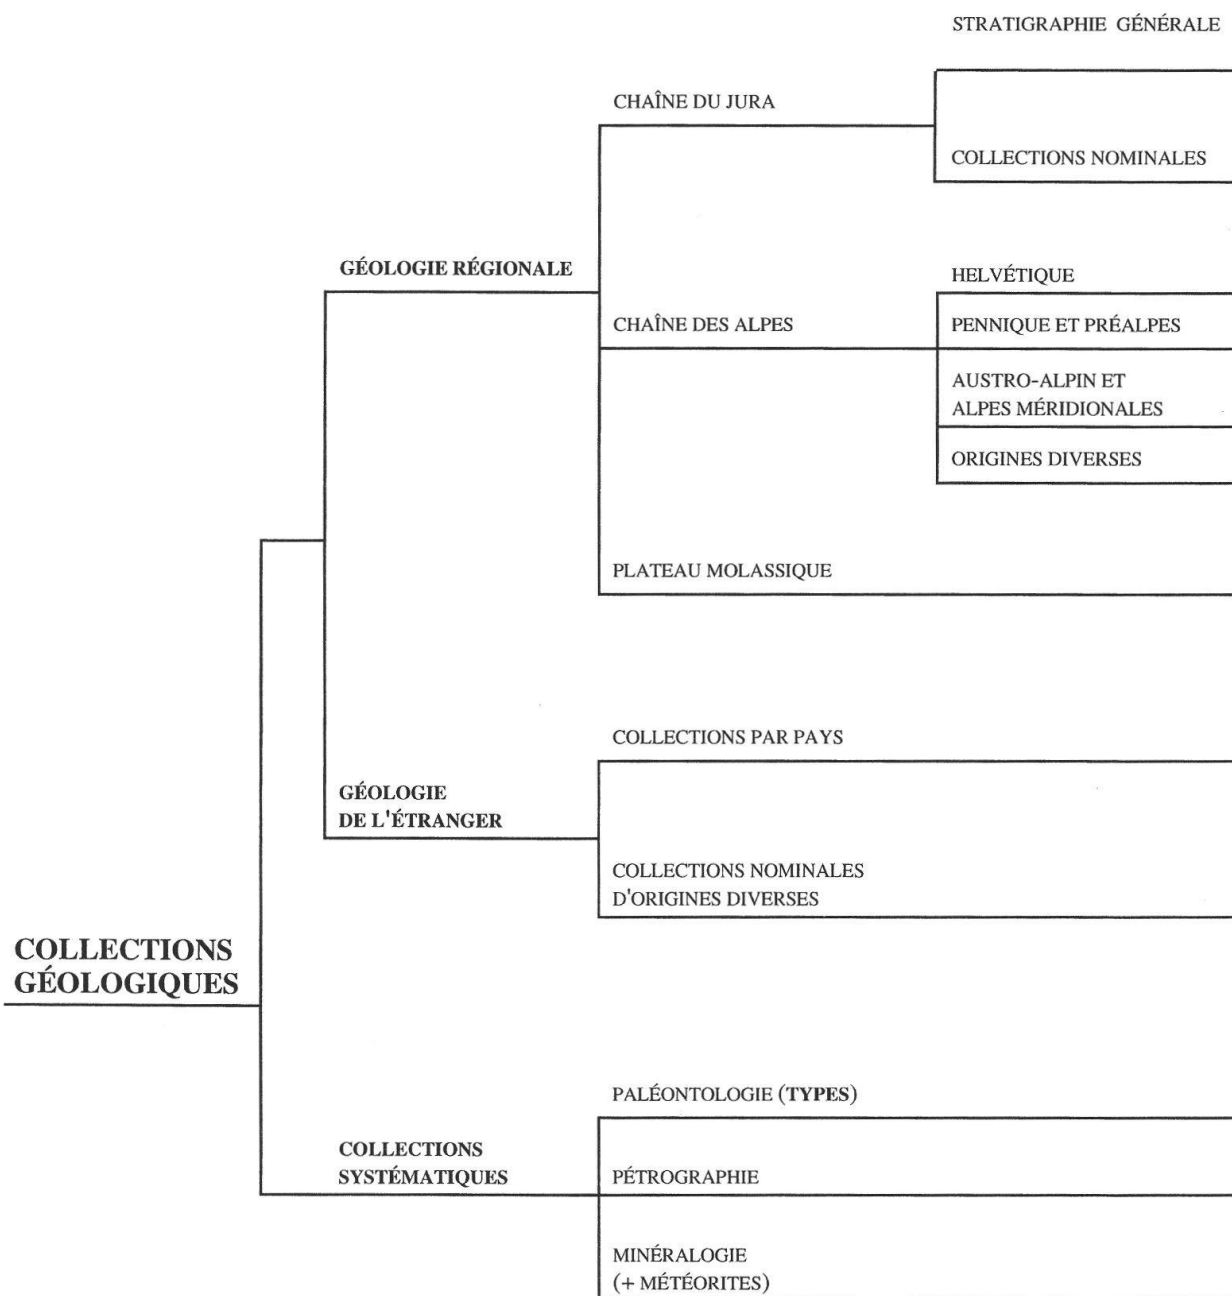 STRATIGRAPHIE GÉNÉRALE
CHAÎNE DU JURA
COLLECTIONS NOMINALES
GÉOLOGIE RÉGIONALE
HELVÉTIQUE
CHAÎNE DES ALPES
PENNIQUE ET PRÉALPES
AUSTRO-ALPIN ET
ALPES MÉRIDIONALES
ORIGINES DIVERSES
PLATEAU MOLASSIQUE
COLLECTIONS PAR PAYS
GÉOLOGIE
DE L'ÉTRANGER
COLLECTIONS NOMINALES
D'ORIGINES DIVERSES
COLLECTIONS
GÉOLOGIQUES
PALÉONTOLOGIE (TYPES)
COLLECTIONS
SYSTÉMATIQUES
PÉTROGRAPHIE
MINÉRALOGIE
(+ MÉTÉORITES)